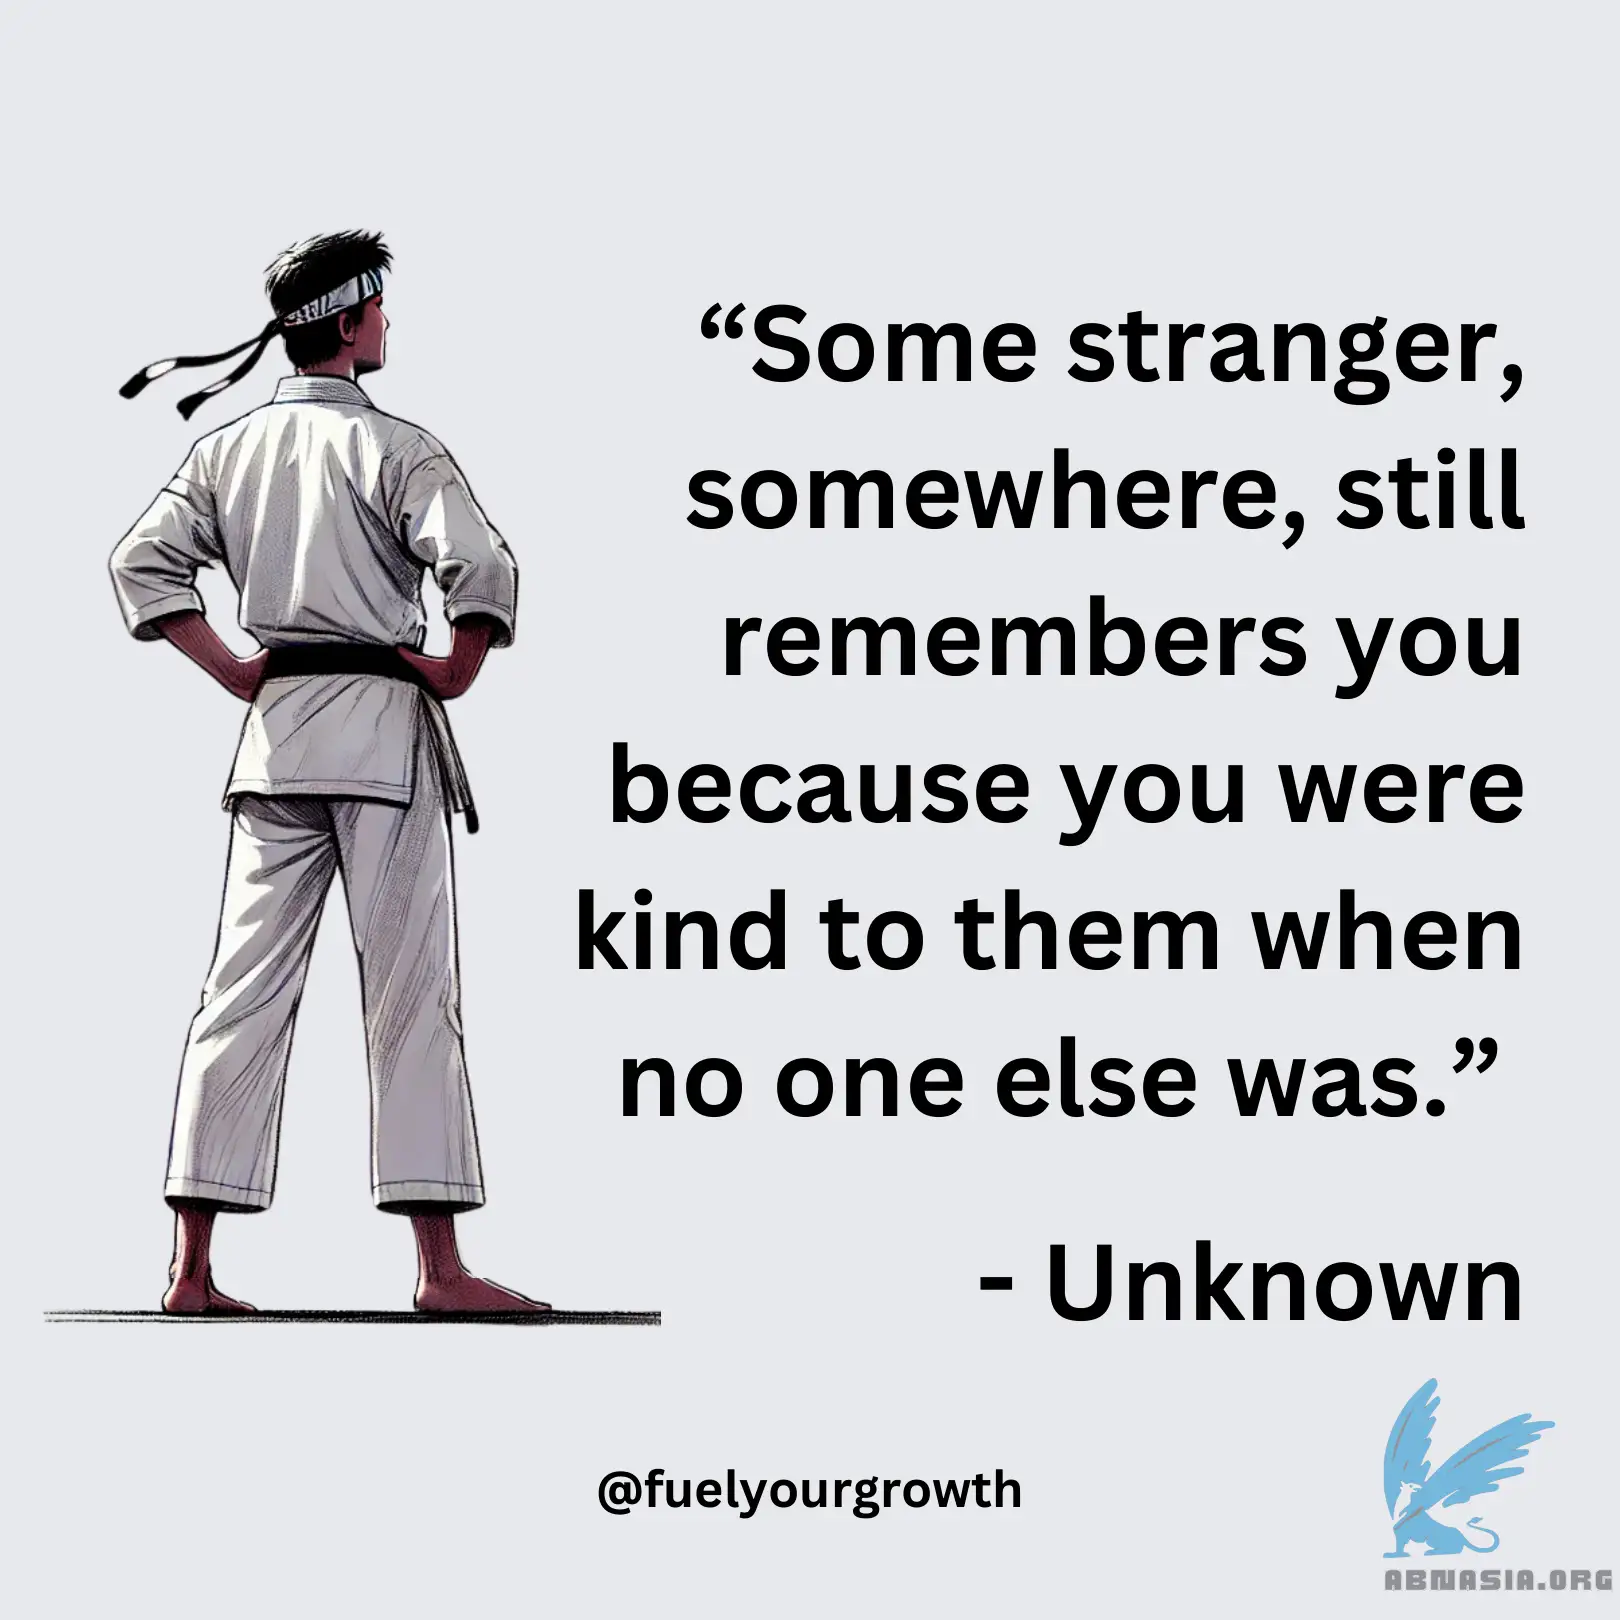 “Some stranger,
somewhere, still
remembers you
because you were
kind to them when
no one else was.”
- Unknown
@fuelyourgrowth
ABNASIA.ORG